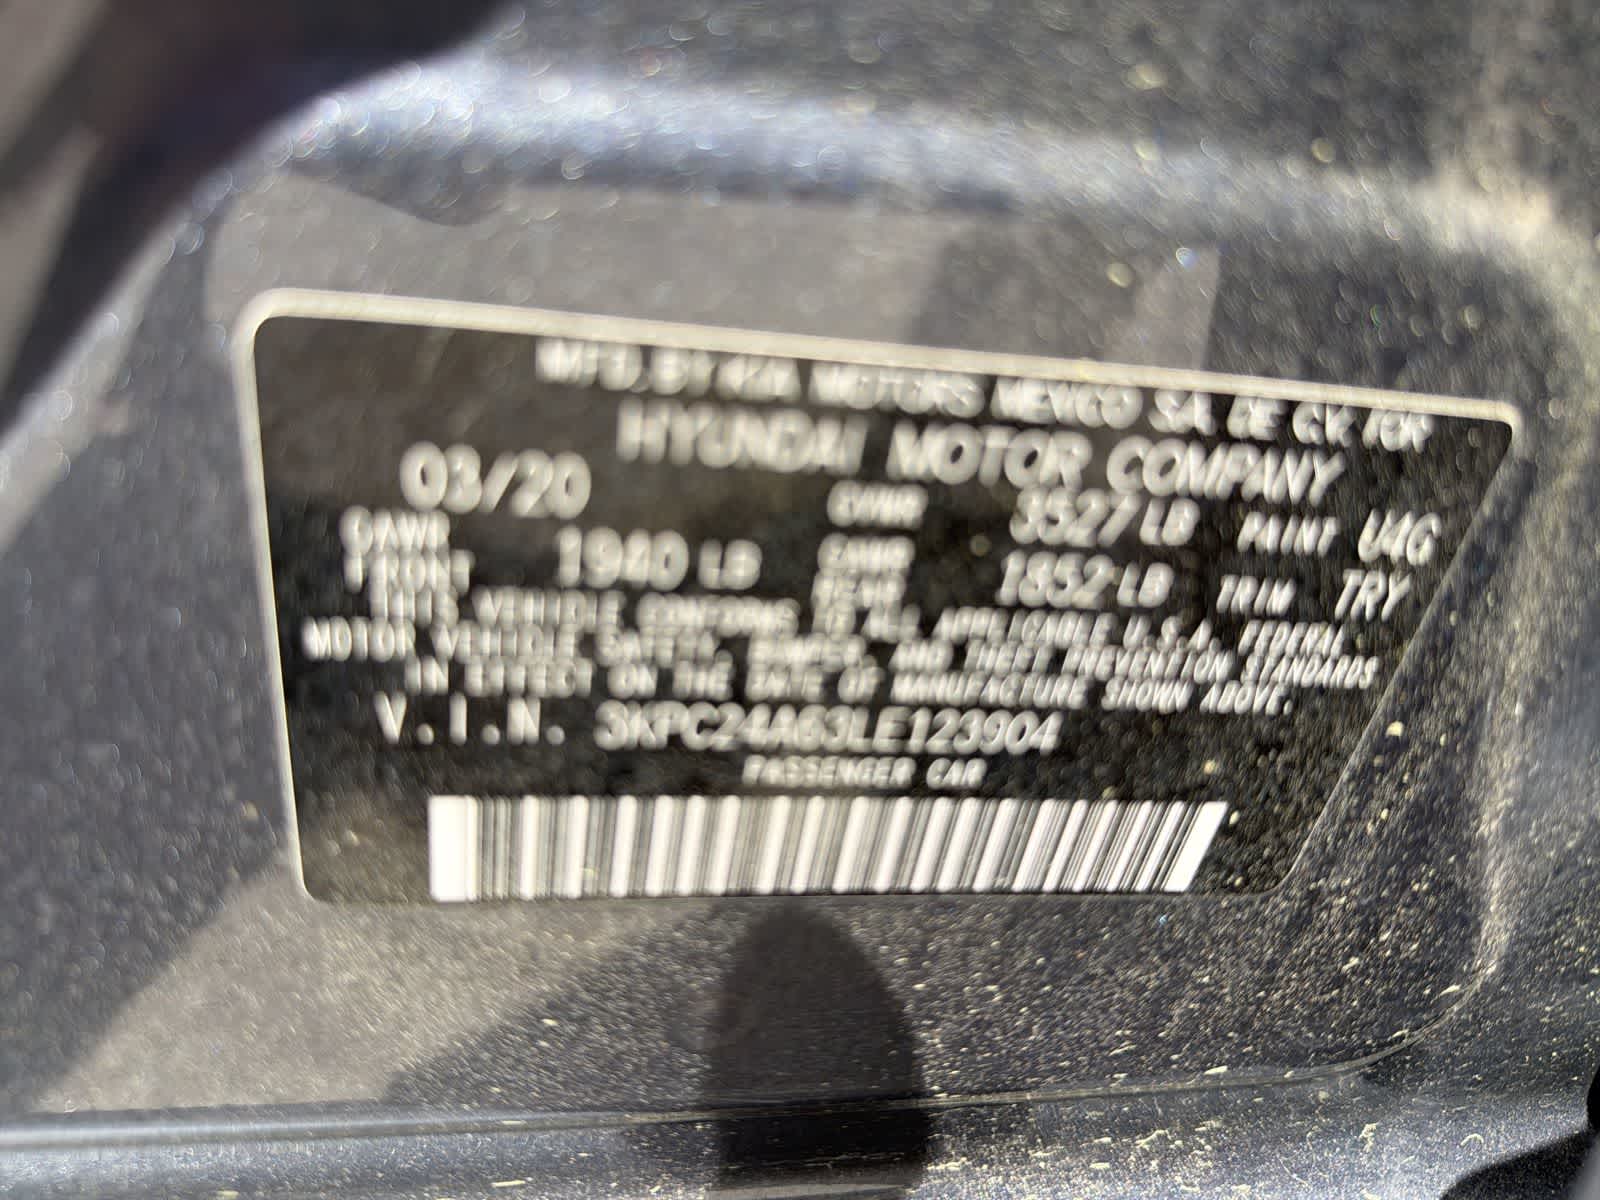 MFD. BY KIA MOTORS MEXICO S.A. DE C.V. FOR
HYUNDAI MOTOR COMPANY
03/20 GVWR 3527 LB PAINT U4G
GAWR FRONT 1940 LB GAWR REAR 1852 LB TRIM TRY
THIS VEHICLE CONFORMS TO ALL APPLICABLE U.S.A. FEDERAL
MOTOR VEHICLE SAFETY, BUMPER, AND THEFT PREVENTION STANDARDS
IN EFFECT ON THE DATE OF MANUFACTURE SHOWN ABOVE.
V.I.N. 3KPC24A63LE123904
PASSENGER CAR